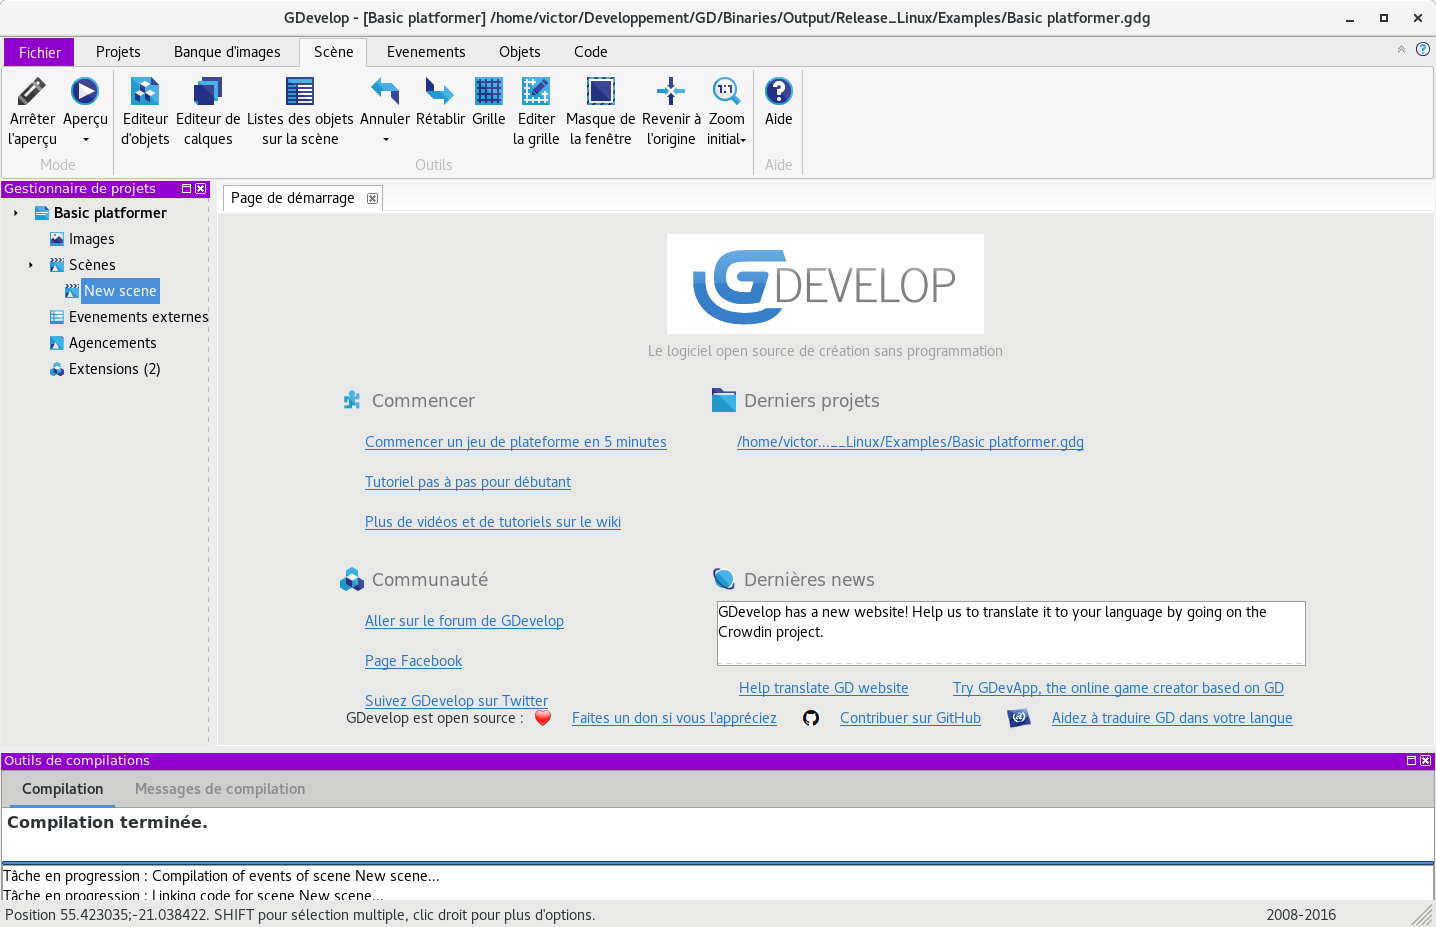 GDevelop - [Basic platformer] /home/victor/Developpement/GD/Binaries/Output/Release_Linux/Examples/Basic platformer.gdg
Fichier Projets Banque d'images Scène Evenements Objets Code
Arrêter l'aperçu
Aperçu
Editeur d'objets
Editeur de calques
Listes des objets sur la scène
Annuler
Rétablir
Grille
Editer la grille
Masque de la fenêtre
Revenir à l'origine
1:1
Zoom initial
Aide
Mode Outils Aide
Gestionnaire de projets
Basic platformer
Images
Scènes
New scene
Evenements externes
Agencements
Extensions (2)
Page de démarrage
GDEVELOP
Le logiciel open source de création sans programmation
Commencer
Commencer un jeu de plateforme en 5 minutes
Tutoriel pas à pas pour débutant
Plus de vidéos et de tutoriels sur le wiki
Derniers projets
/home/victor...__Linux/Examples/Basic platformer.gdg
Communauté
Aller sur le forum de GDevelop
Page Facebook
Suivez GDevelop sur Twitter
Dernières news
GDevelop has a new website! Help us to translate it to your language by going on the
Crowdin project.
Help translate GD website Try GDevApp, the online game creator based on GD
GDevelop est open source : Faites un don si vous l'appréciez Contribuer sur GitHub Aidez à traduire GD dans votre langue
Outils de compilations
Compilation Messages de compilation
Compilation terminée.
Tâche en progression : Compilation of events of scene New scene...
Tâche en progression : Linking code for scene New scene...
Position 55.423035;-21.038422. SHIFT pour sélection multiple, clic droit pour plus d'options. 2008-2016